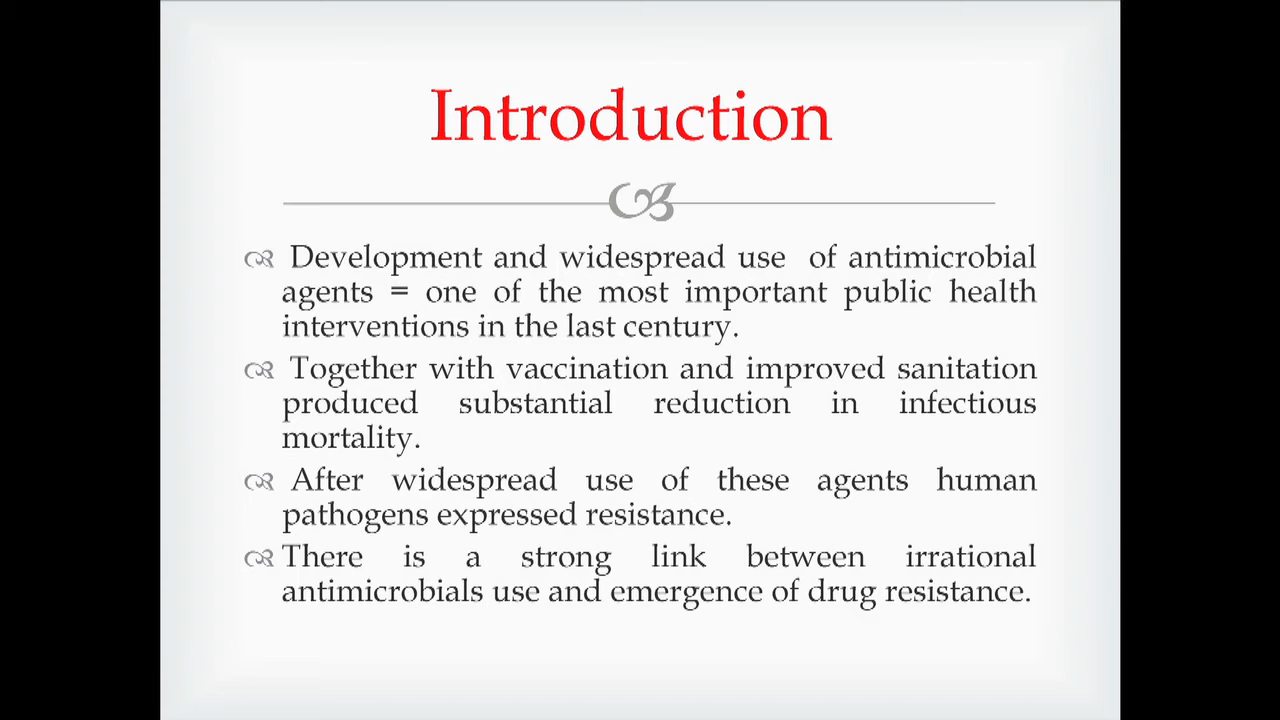 Introduction
Development and widespread use of antimicrobial
agents = one of the most important public health
interventions in the last century.
Together with vaccination and improved sanitation
produced substantial reduction in infectious
mortality.
After widespread use of these agents human
pathogens expressed resistance.
There is a strong link between irrational
antimicrobials use and emergence of drug resistance.